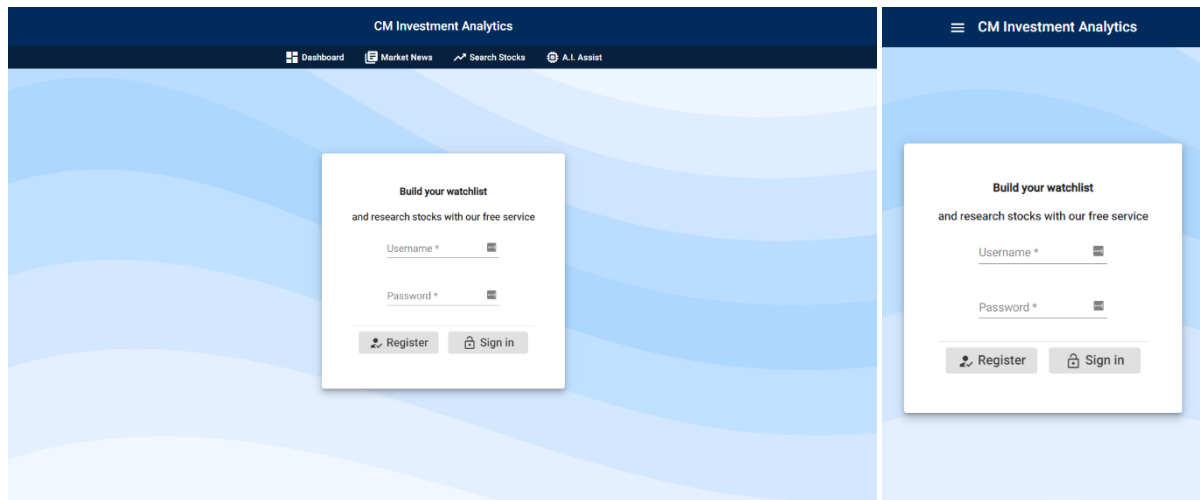 CM Investment Analytics
Dashboard Market News Search Stocks A.I. Assist
Build your watchlist
and research stocks with our free service
Username *
Password *
Register Sign in
CM Investment Analytics
Build your watchlist
and research stocks with our free service
Username *
Password *
Register Sign in